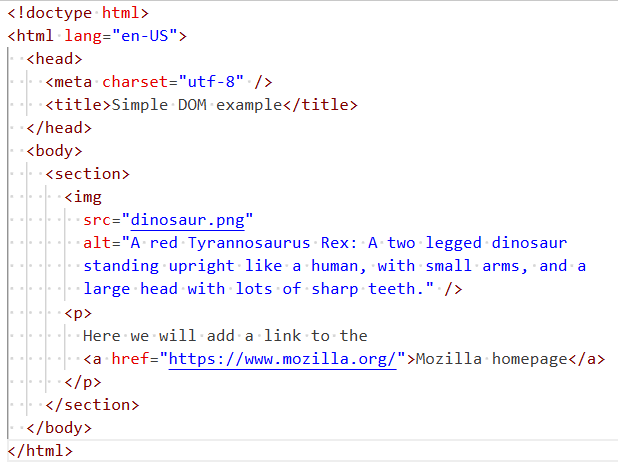 <!doctype html>
<html lang="en-US">
  <head>
    <meta charset="utf-8" />
    <title>Simple DOM example</title>
  </head>
  <body>
    <section>
      <img
        src="dinosaur.png"
        alt="A red Tyrannosaurus Rex: A two legged dinosaur
        standing upright like a human, with small arms, and a
        large head with lots of sharp teeth." />
      <p>
        Here we will add a link to the
        <a href="https://www.mozilla.org/">Mozilla homepage</a>
      </p>
    </section>
  </body>
</html>